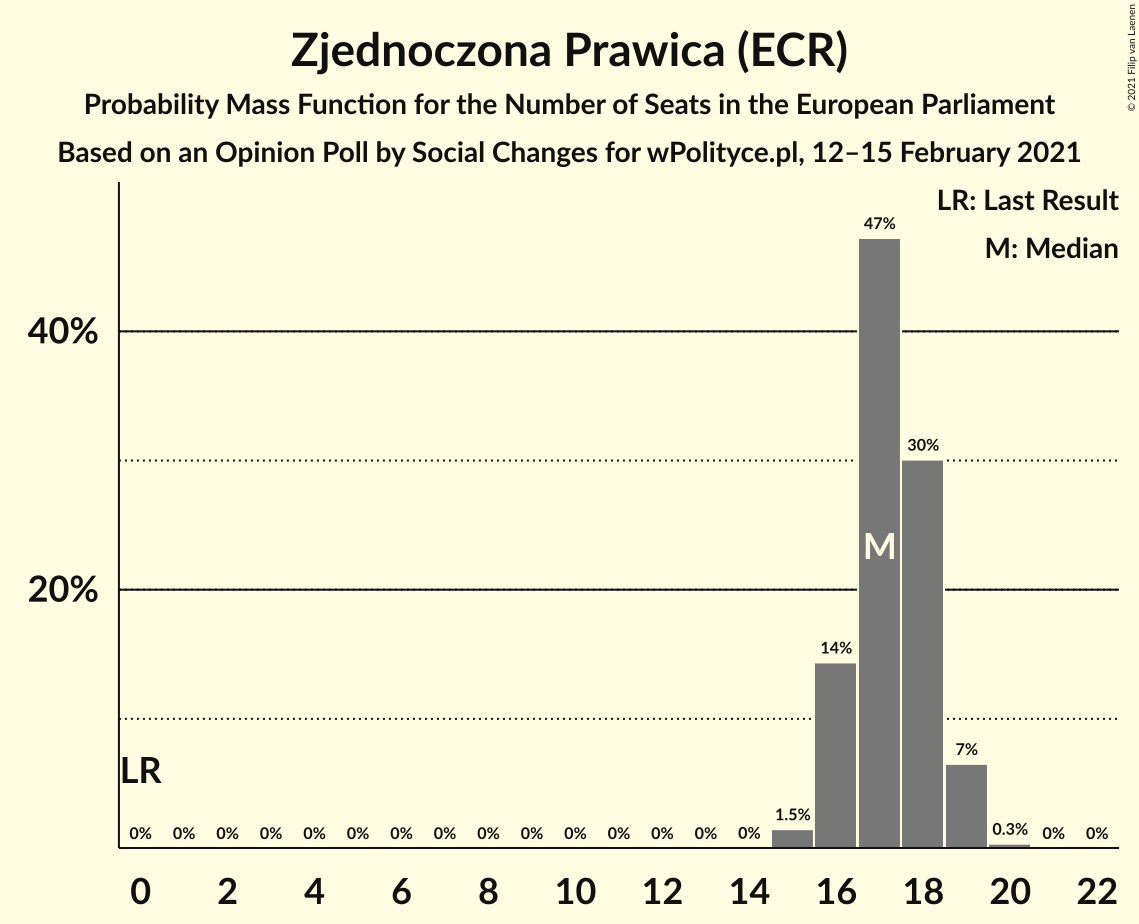 Zjednoczona Prawica (ECR)
Probability Mass Function for the Number of Seats in the European Parliament
Based on an Opinion Poll by Social Changes for wPolityce.pl, 12–15 February 2021
© 2021 Filip van Laenen
LR: Last Result
M: Median
47%
40%
30%
M
20%
14%
7%
LR
0% 0% 0% 0% 0% 0% 0% 0% 0% 0% 0% 0% 0% 0% 0% 1.5% 0.3% 0% 0%
0 2 4 6 8 10 12 14 16 18 20 22